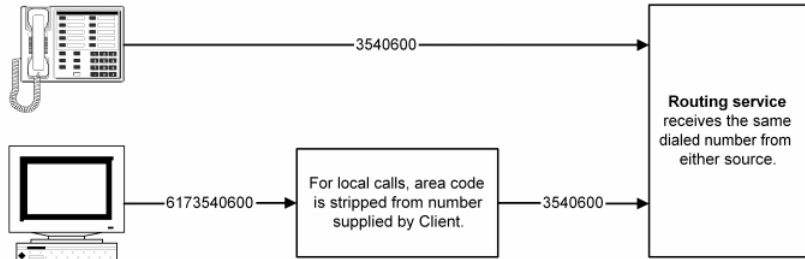 3540600
Routing service
receives the same
dialed number from
either source.
6173540600
For local calls, area code
is stripped from number
supplied by Client.
3540600